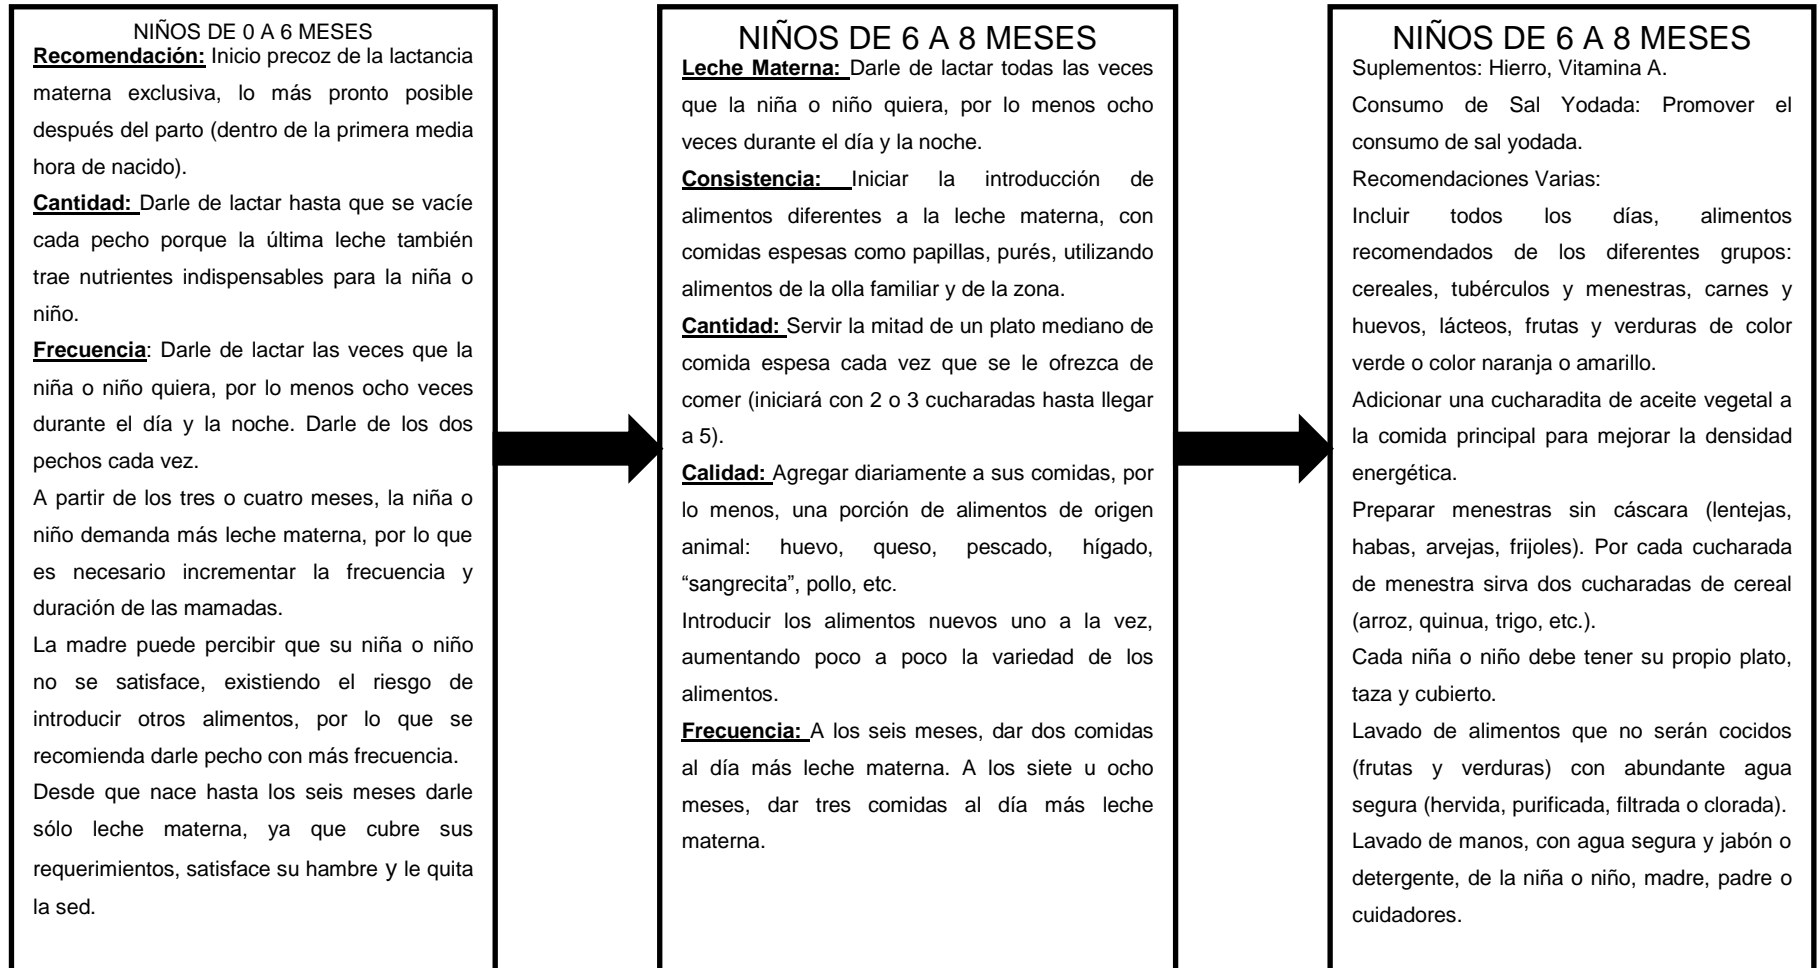 NIÑOS DE 0 A 6 MESES
Recomendación: Inicio precoz de la lactancia
materna exclusiva, lo más pronto posible
después del parto (dentro de la primera media
hora de nacido).
Cantidad: Darle de lactar hasta que se vacíe
cada pecho porque la última leche también
trae nutrientes indispensables para la niña o
niño.
Frecuencia: Darle de lactar las veces que la
niña o niño quiera, por lo menos ocho veces
durante el día y la noche. Darle de los dos
pechos cada vez.
A partir de los tres o cuatro meses, la niña o
niño demanda más leche materna, por lo que
es necesario incrementar la frecuencia y
duración de las mamadas.
La madre puede percibir que su niña o niño
no se satisface, existiendo el riesgo de
introducir otros alimentos, por lo que se
recomienda darle pecho con más frecuencia.
Desde que nace hasta los seis meses darle
sólo leche materna, ya que cubre sus
requerimientos, satisface su hambre y le quita
la sed.
NIÑOS DE 6 A 8 MESES
Leche Materna: Darle de lactar todas las veces
que la niña o niño quiera, por lo menos ocho
veces durante el día y la noche.
Consistencia: Iniciar la introducción de
alimentos diferentes a la leche materna, con
comidas espesas como papillas, purés, utilizando
alimentos de la olla familiar y de la zona.
Cantidad: Servir la mitad de un plato mediano de
comida espesa cada vez que se le ofrezca de
comer (iniciará con 2 o 3 cucharadas hasta llegar
a 5).
Calidad: Agregar diariamente a sus comidas, por
lo menos, una porción de alimentos de origen
animal: huevo, queso, pescado, hígado,
“sangrecita”, pollo, etc.
Introducir los alimentos nuevos uno a la vez,
aumentando poco a poco la variedad de los
alimentos.
Frecuencia: A los seis meses, dar dos comidas
al día más leche materna. A los siete u ocho
meses, dar tres comidas al día más leche
materna.
NIÑOS DE 6 A 8 MESES
Suplementos: Hierro, Vitamina A.
Consumo de Sal Yodada: Promover el
consumo de sal yodada.
Recomendaciones Varias:
Incluir todos los días, alimentos
recomendados de los diferentes grupos:
cereales, tubérculos y menestras, carnes y
huevos, lácteos, frutas y verduras de color
verde o color naranja o amarillo.
Adicionar una cucharadita de aceite vegetal a
la comida principal para mejorar la densidad
energética.
Preparar menestras sin cáscara (lentejas,
habas, arvejas, frijoles). Por cada cucharada
de menestra sirva dos cucharadas de cereal
(arroz, quinua, trigo, etc.).
Cada niña o niño debe tener su propio plato,
taza y cubierto.
Lavado de alimentos que no serán cocidos
(frutas y verduras) con abundante agua
segura (hervida, purificada, filtrada o clorada).
Lavado de manos, con agua segura y jabón o
detergente, de la niña o niño, madre, padre o
cuidadores.